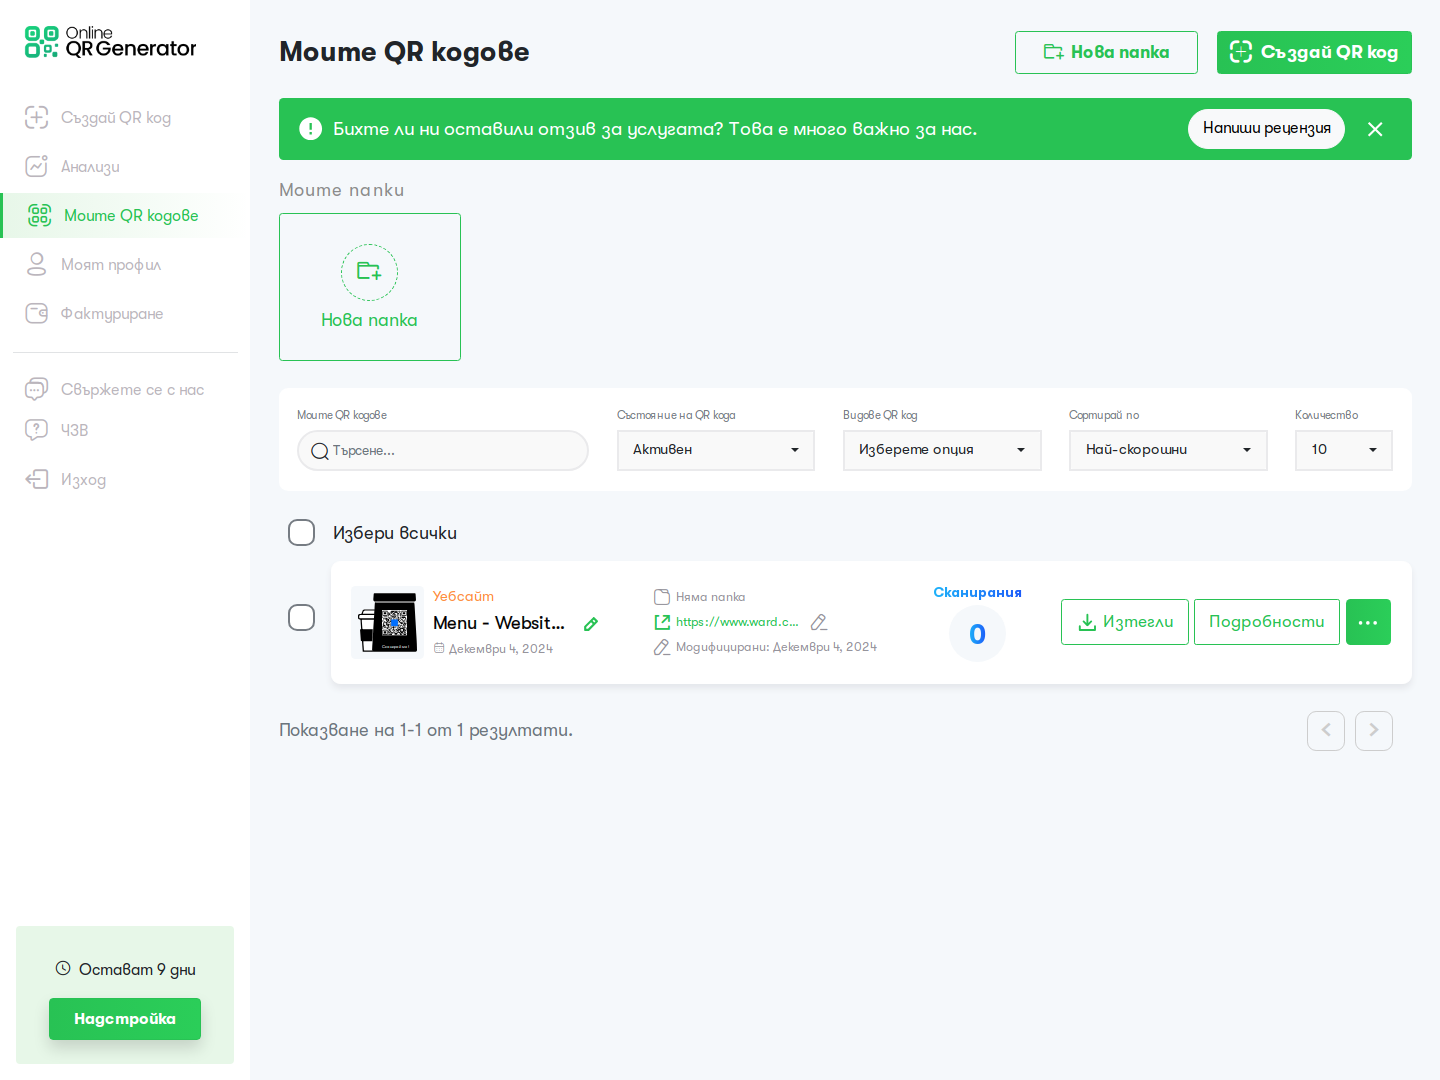 Online
QR Generator
Създай QR код
Анализи
Моите QR кодове
Моят профил
Фактуриране
Свържете се с нас
ЧЗВ
Изход
Остават 9 дни
Надстройка
Моите QR кодове
Нова папка
Създай QR код
Бихте ли ни оставили отзив за услугата? Това е много важно за нас.
Напиши рецензия
Моите папки
Нова папка
Моите QR кодове
Търсене...
Състояние на QR кода
Активен
Видове QR код
Изберете опция
Сортирай по
Най-скорошни
Количество
10
Избери всички
Уебсайт
Menu - Websit...
Декември 4, 2024
Няма папка
https://www.ward.c...
Модифицирани: Декември 4, 2024
Сканирания
0
Изтегли
Подробности
Показване на 1-1 от 1 резултати.